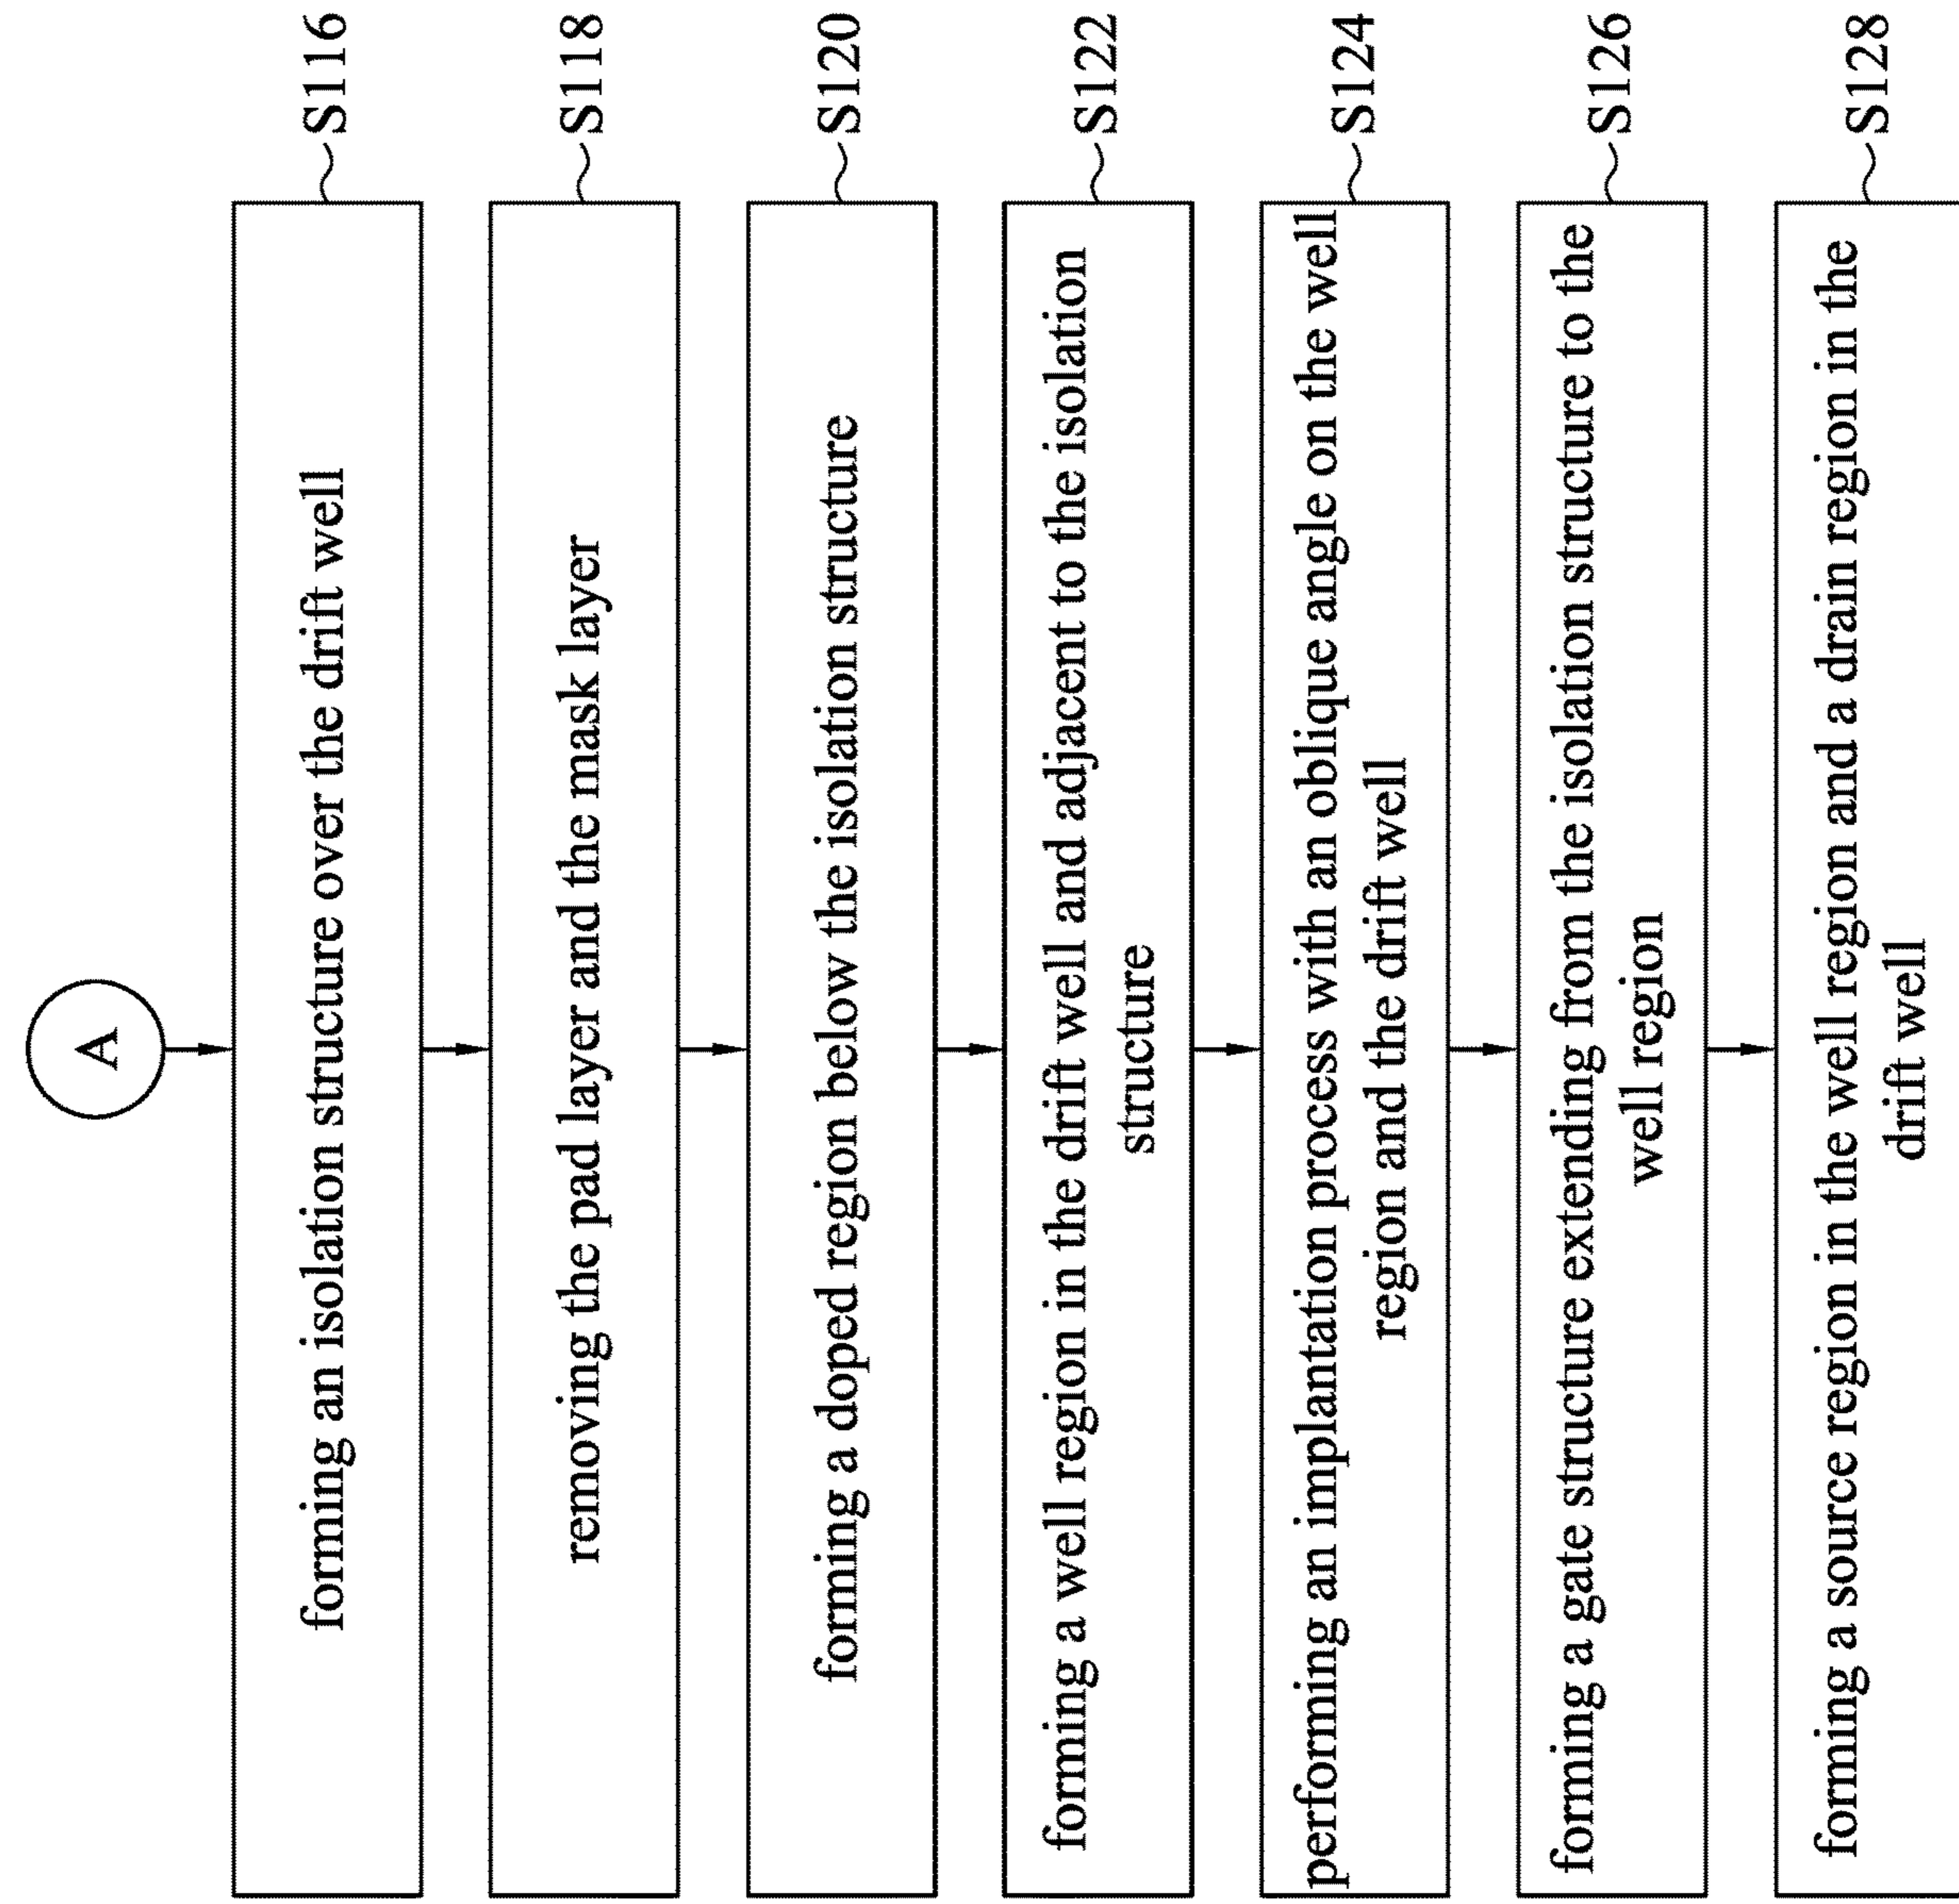 A
forming an isolation structure over the drift well
S116
removing the pad layer and the mask layer
S118
forming a doped region below the isolation structure
S120
forming a well region in the drift well and adjacent to the isolation
structure
S122
performing an implantation process with an oblique angle on the well
region and the drift well
S124
forming a gate structure extending from the isolation structure to the
well region
S126
forming a source region in the well region and a drain region in the
drift well
S128